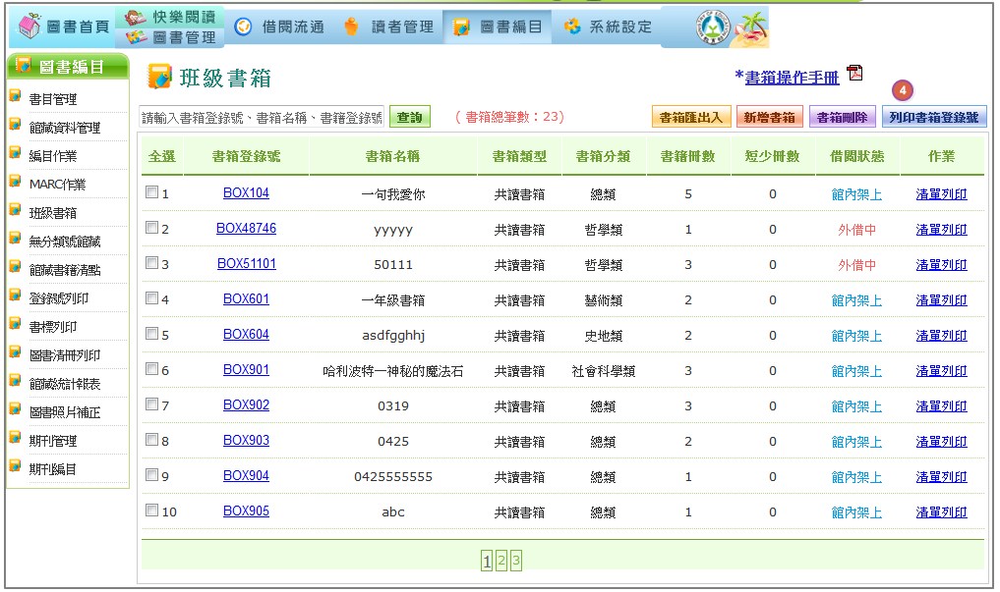 圖書首頁 快樂閱讀 圖書管理 借閱流通 讀者管理 圖書編目 系統設定
圖書編目
書目管理
館藏資料管理
編目作業
MARC作業
班級書箱
無分類號館藏
館藏書籍清點
登錄號列印
書標列印
圖書清冊列印
館藏統計報表
圖書照片補正
期刊管理
期刊編目
班級書箱
*書箱操作手冊
4
請輸入書箱登錄號、書箱名稱、書籍登錄號 查詢 ( 書箱總筆數：23) 書箱匯出入 新增書箱 書箱刪除 列印書箱登錄號
全選 書箱登錄號 書箱名稱 書箱類型 書箱分類 書籍冊數 短少冊數 借閱狀態 作業
1 BOX104 一句我愛你 共讀書箱 總類 5 0 館內架上 清單列印
2 BOX48746 yyyyy 共讀書箱 哲學類 1 0 外借中 清單列印
3 BOX51101 50111 共讀書箱 哲學類 3 0 外借中 清單列印
4 BOX601 一年級書箱 共讀書箱 藝術類 2 0 館內架上 清單列印
5 BOX604 asdfgghhj 共讀書箱 史地類 2 0 館內架上 清單列印
6 BOX901 哈利波特一神秘的魔法石 共讀書箱 社會科學類 3 0 館內架上 清單列印
7 BOX902 0319 共讀書箱 總類 3 0 館內架上 清單列印
8 BOX903 0425 共讀書箱 總類 2 0 館內架上 清單列印
9 BOX904 0425555555 共讀書箱 總類 1 0 館內架上 清單列印
10 BOX905 abc 共讀書箱 總類 1 0 館內架上 清單列印
1 2 3